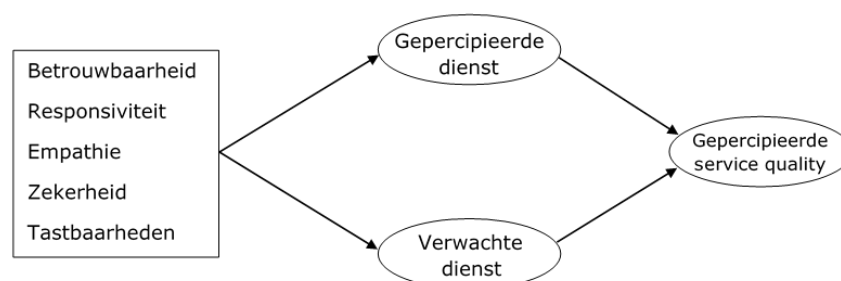 Betrouwbaarheid
Responsiviteit
Empathie
Zekerheid
Tastbaarheden
Gepercipieerde
dienst
Verwachte
dienst
Gepercipieerde
service quality